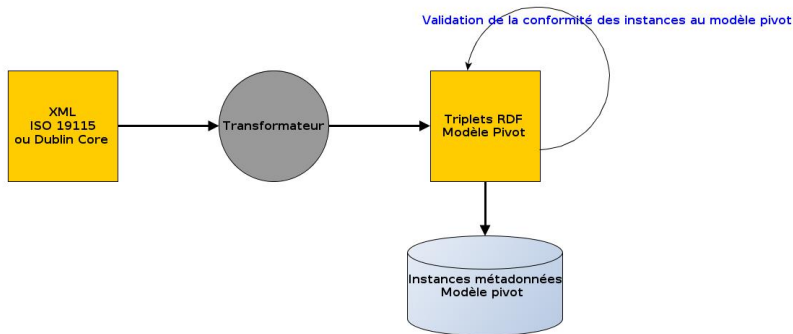 Validation de la conformité des instances au modèle pivot
XML
ISO 19115
ou Dublin Core
Transformateur
Triplets RDF
Modèle Pivot
Instances métadonnées
Modèle pivot